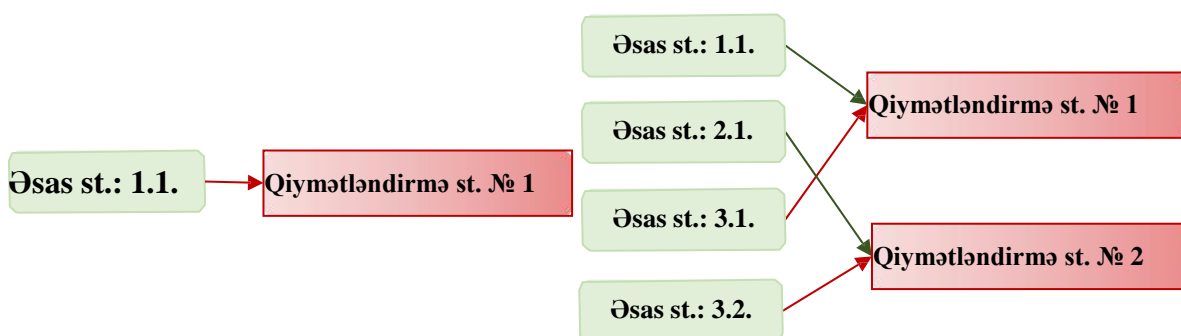 Əsas st.: 1.1.
Qiymətləndirmə st. № 1
Əsas st.: 1.1.
Əsas st.: 2.1.
Əsas st.: 3.1.
Əsas st.: 3.2.
Qiymətləndirmə st. № 1
Qiymətləndirmə st. № 2